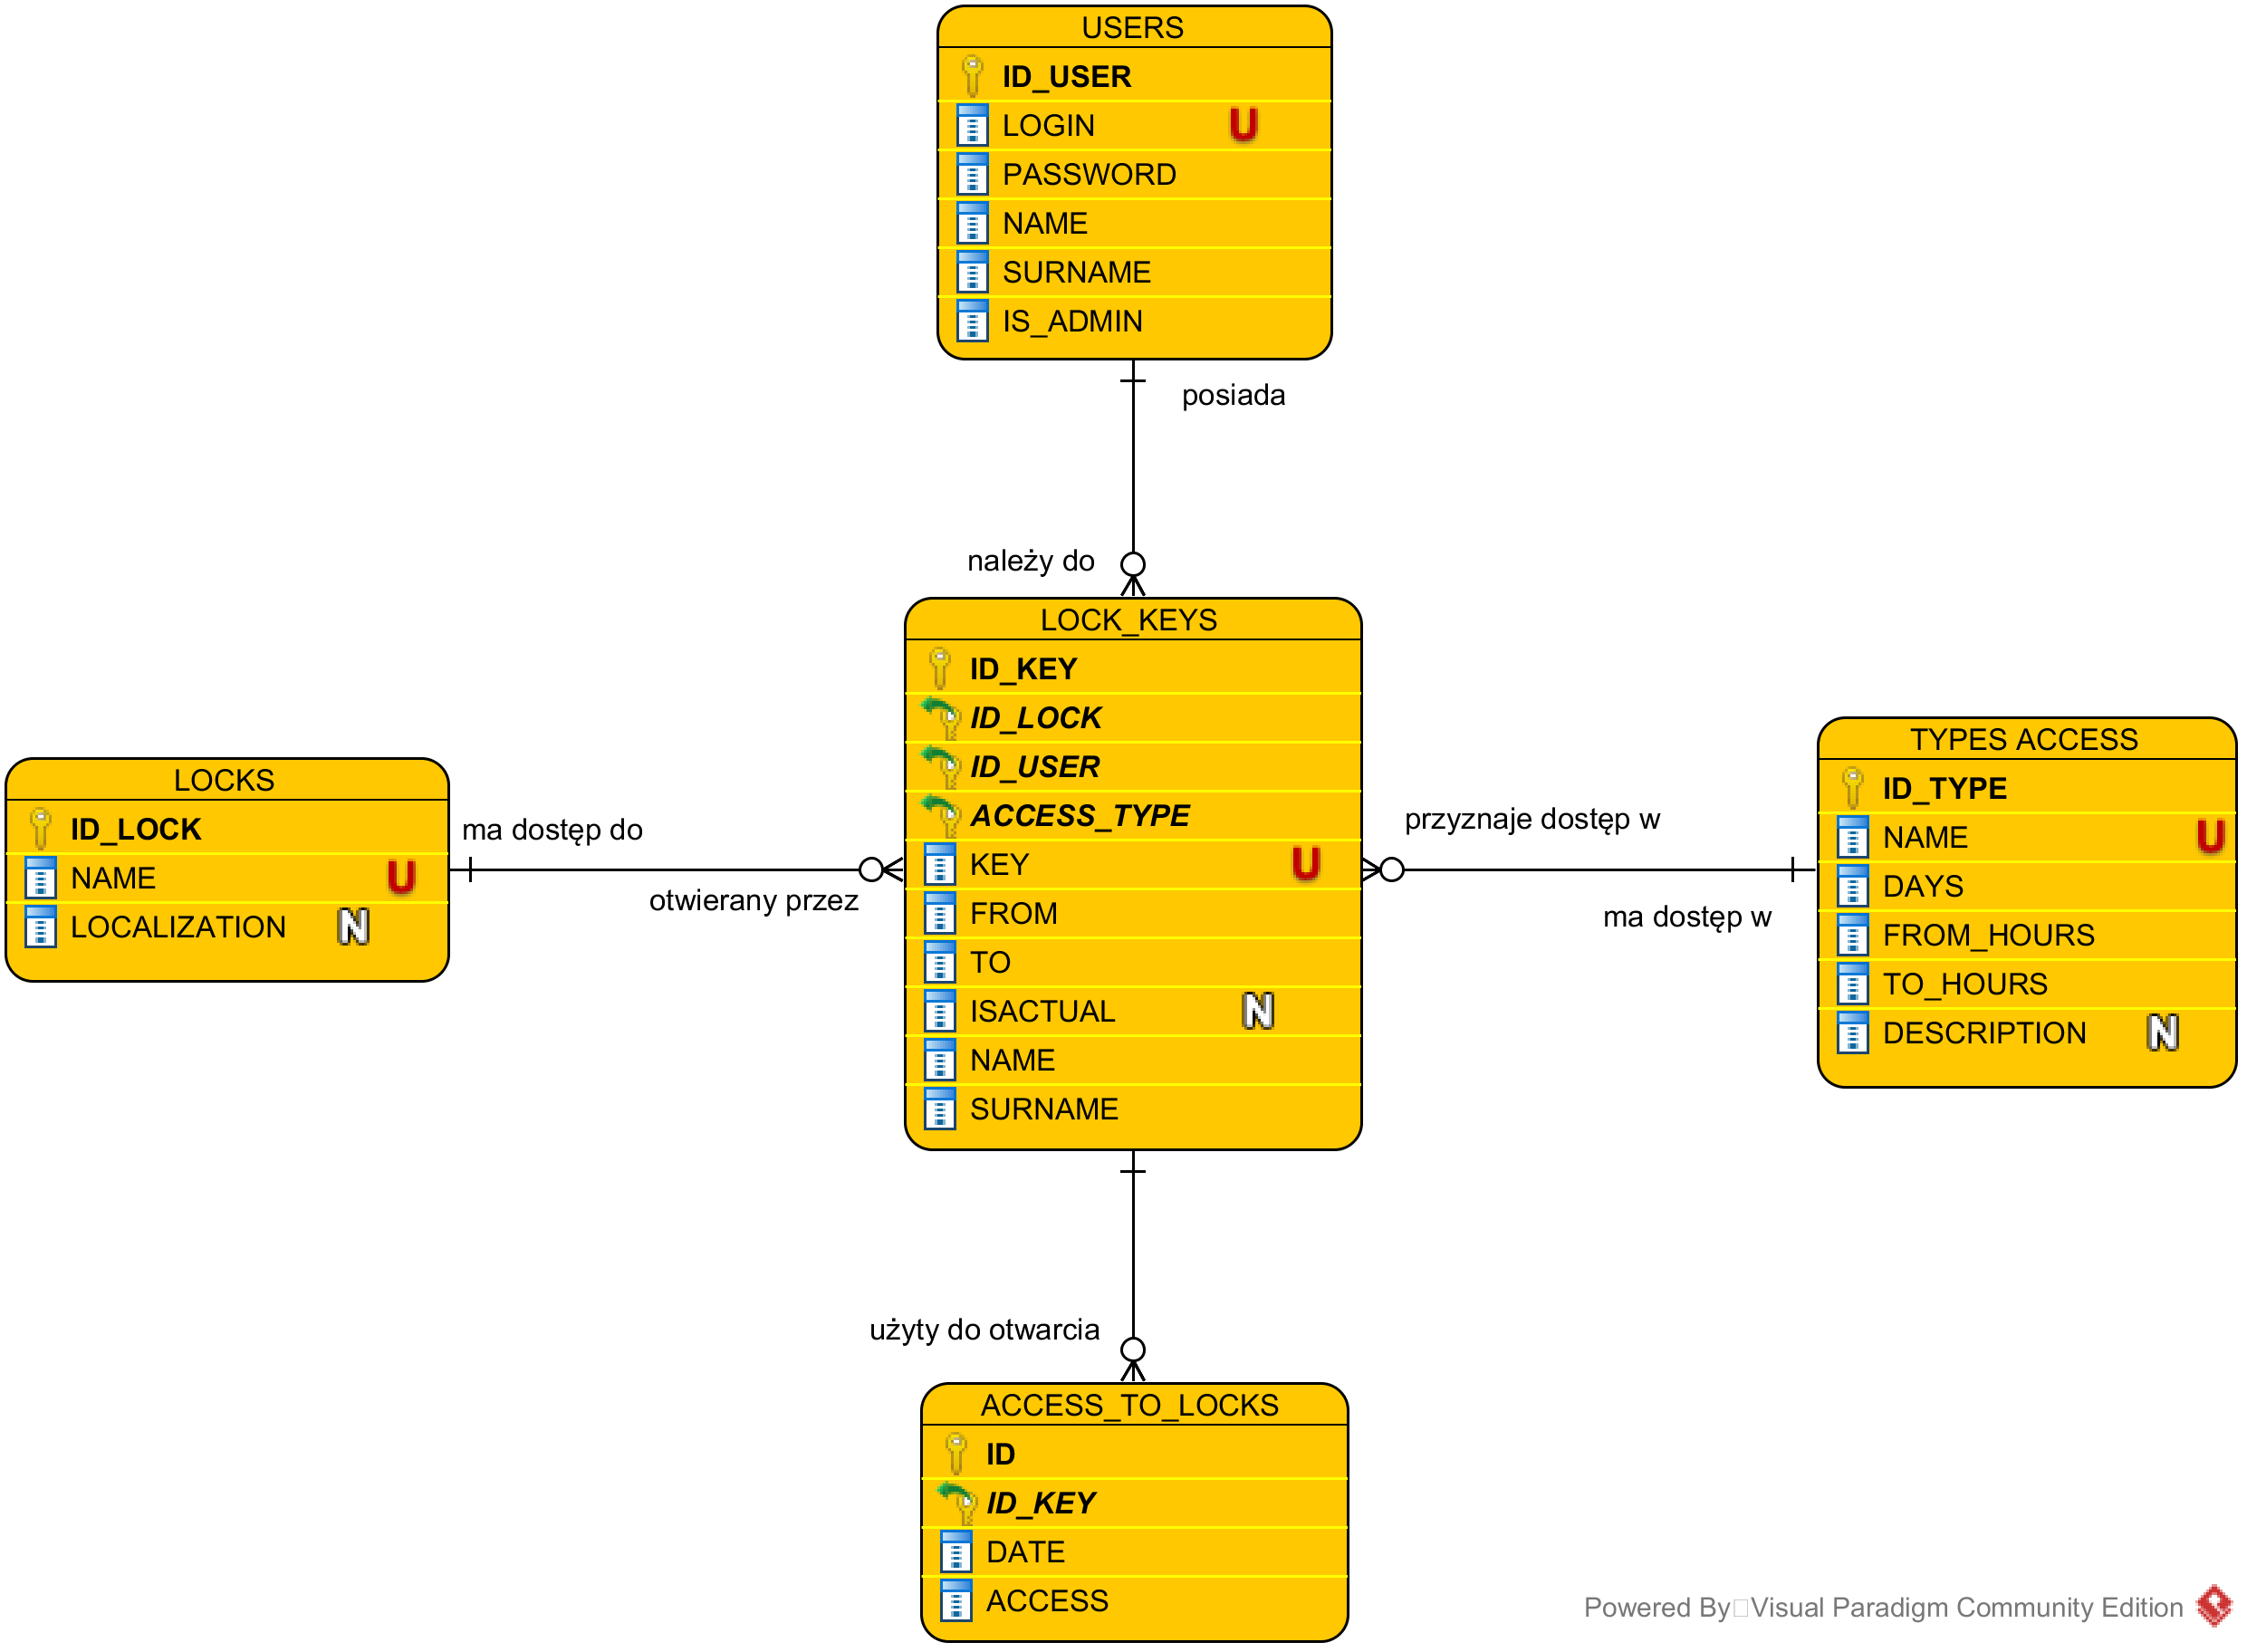 USERS
ID_USER
LOGIN U
PASSWORD
NAME
SURNAME
IS_ADMIN
posiada
należy do
LOCK_KEYS
ID_KEY
ID_LOCK
ID_USER
ACCESS_TYPE
KEY U
FROM
TO
ISACTUAL N
NAME
SURNAME
LOCKS
ID_LOCK
NAME U
LOCALIZATION N
ma dostęp do
otwierany przez
przyznaje dostęp w
ma dostęp w
TYPES ACCESS
ID_TYPE
NAME U
DAYS
FROM_HOURS
TO_HOURS
DESCRIPTION N
użyty do otwarcia
ACCESS_TO_LOCKS
ID
ID_KEY
DATE
ACCESS
Powered By Visual Paradigm Community Edition